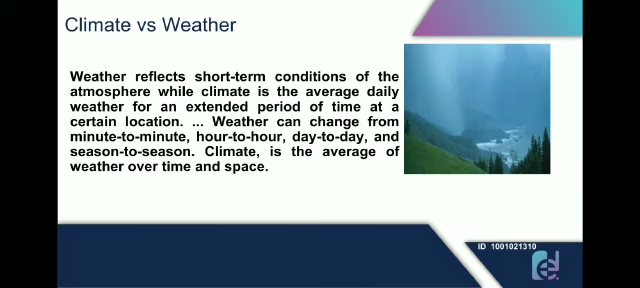 Climate vs Weather
Weather reflects short-term conditions of the
atmosphere while climate is the average daily
weather for an extended period of time at a
certain location. ... Weather can change from
minute-to-minute, hour-to-hour, day-to-day, and
season-to-season. Climate, is the average of
weather over time and space.
ID 1001021310